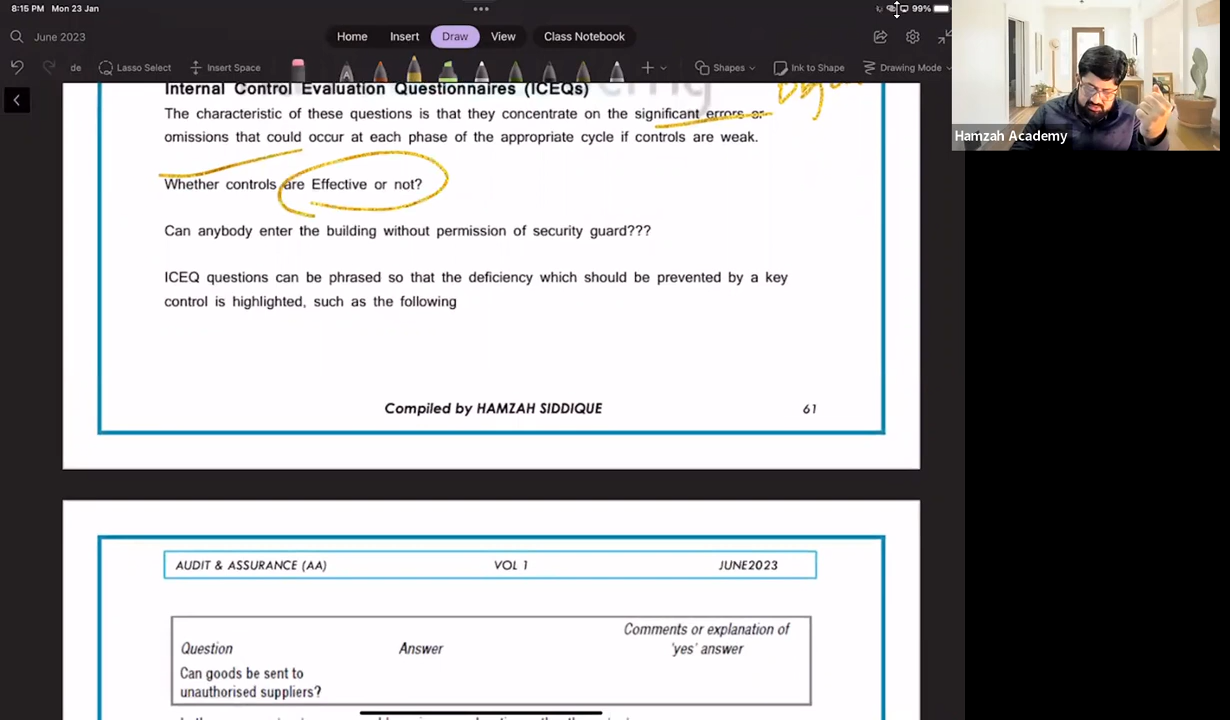 8:15 PM Mon 23 Jan
99%
June 2023
Home Insert Draw View Class Notebook
de Lasso Select Insert Space Shapes Ink to Shape Drawing Mode
Hamzah Academy
Internal Control Evaluation Questionnaires (ICEQs)
The characteristic of these questions is that they concentrate on the significant errors or
omissions that could occur at each phase of the appropriate cycle if controls are weak.
Whether controls are Effective or not?
Can anybody enter the building without permission of security guard???
ICEQ questions can be phrased so that the deficiency which should be prevented by a key
control is highlighted, such as the following
Compiled by HAMZAH SIDDIQUE 61
AUDIT & ASSURANCE (AA) VOL 1 JUNE2023
Comments or explanation of
Question Answer 'yes' answer
Can goods be sent to
unauthorised suppliers?